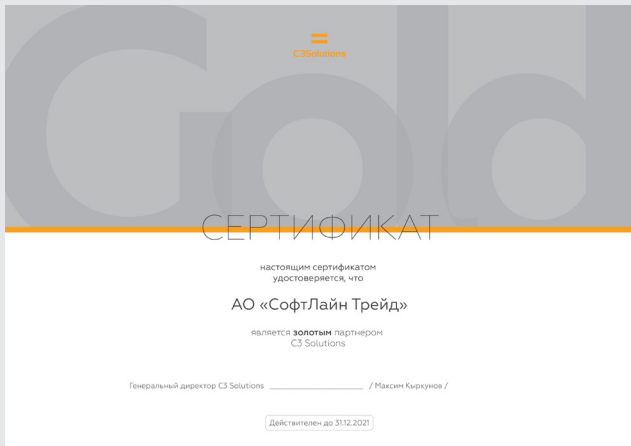 Gold
C3Solutions
СЕРТИФИКАТ
настоящим сертификатом
удостоверяется, что
АО «СофтЛайн Трейд»
является золотым партнером
C3 Solutions
Генеральный директор C3 Solutions / Максим Кыркунов /
Действителен до 31.12.2021